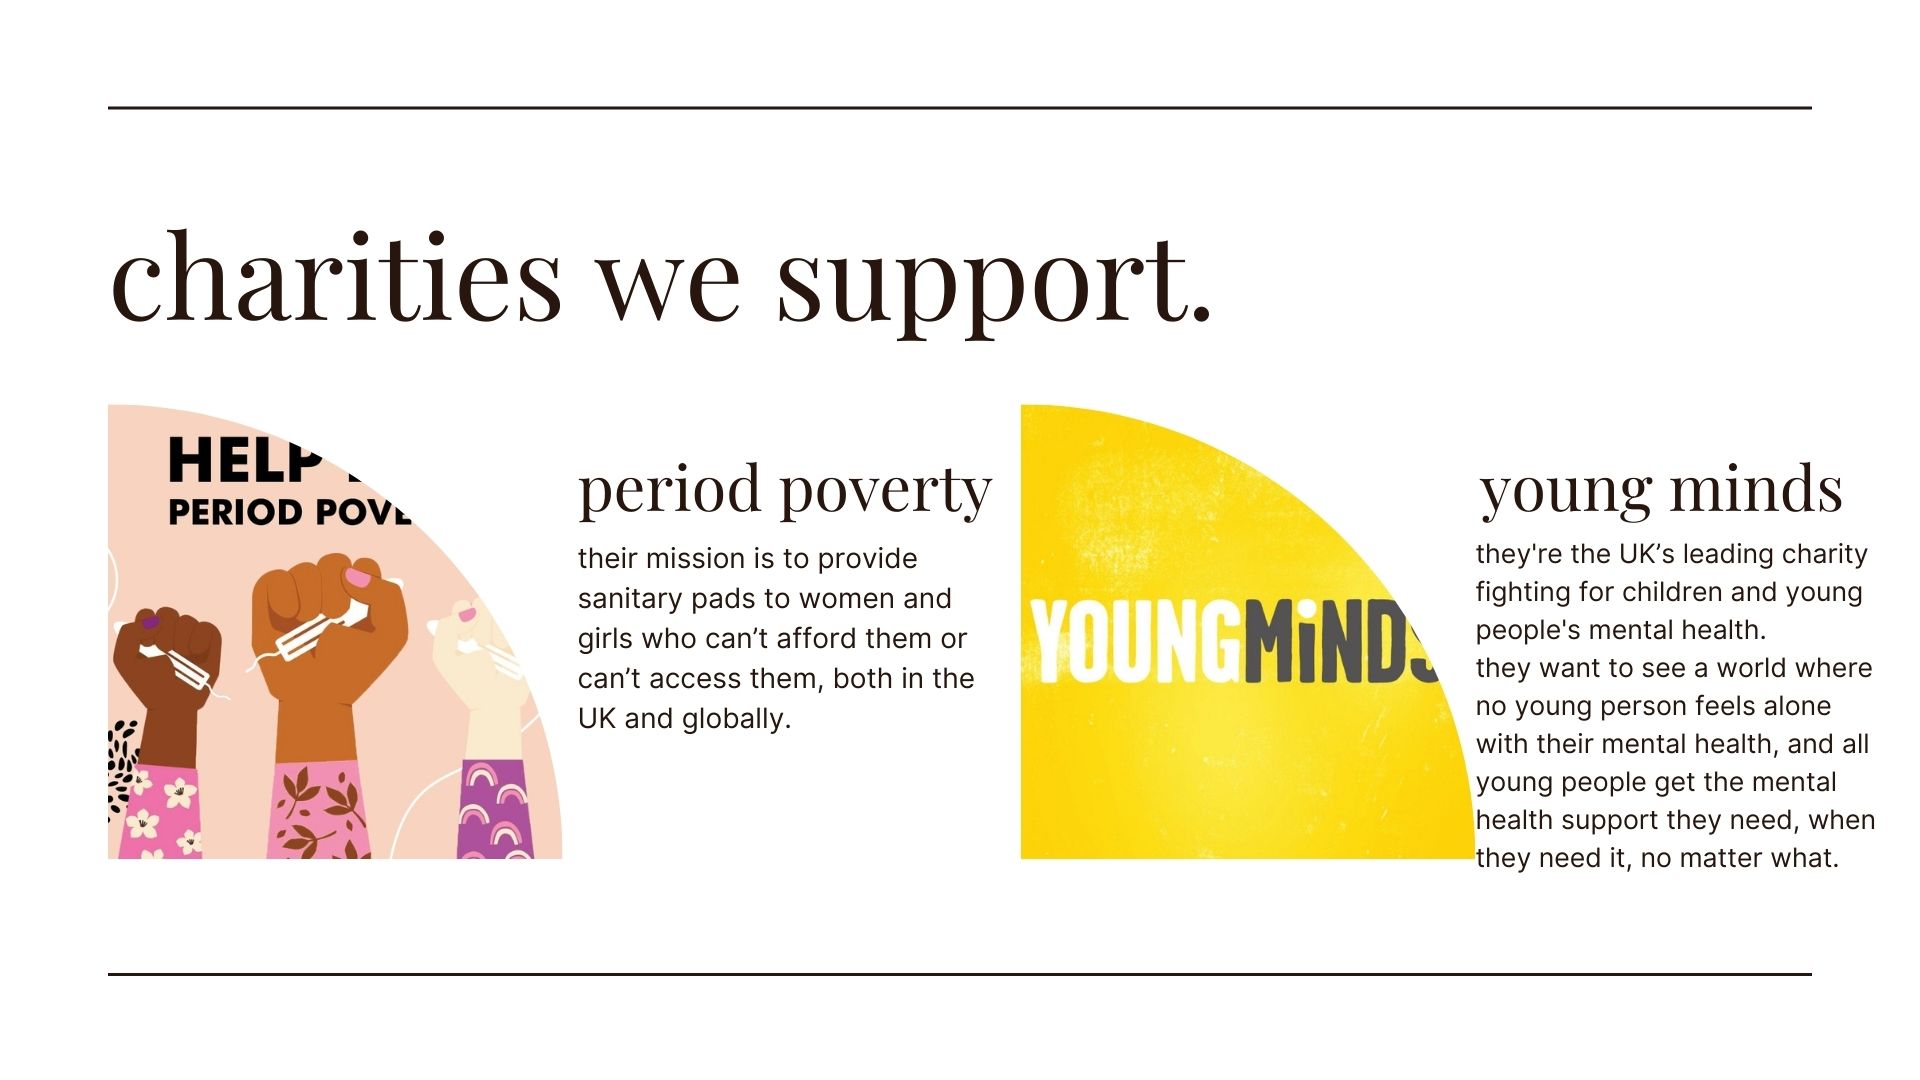 charities we support.
HELP
PERIOD
period poverty
their mission is to provide
sanitary pads to women and
girls who can’t afford them or
can’t access them, both in the
UK and globally.
YOUNGMiNDS
young minds
they're the UK’s leading charity
fighting for children and young
people's mental health.
they want to see a world where
no young person feels alone
with their mental health, and all
young people get the mental
health support they need, when
they need it, no matter what.